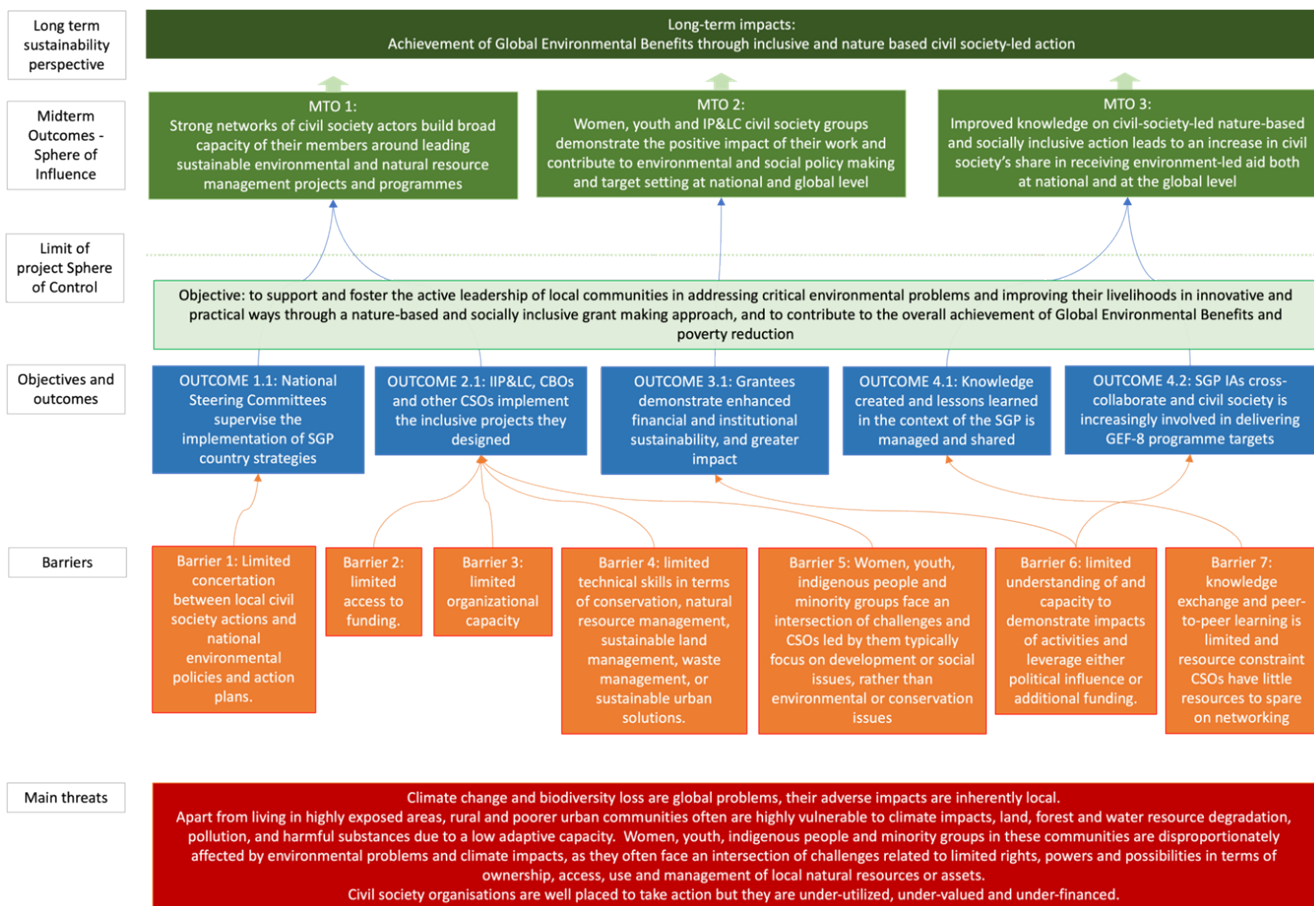 Long term
sustainability
perspective
Long-term impacts:
Achievement of Global Environmental Benefits through inclusive and nature based civil society-led action
Midterm
Outcomes -
Sphere of
Influence
MTO 1:
Strong networks of civil society actors build broad
capacity of their members around leading
sustainable environmental and natural resource
management projects and programmes
MTO 2:
Women, youth and IP&LC civil society groups
demonstrate the positive impact of their work and
contribute to environmental and social policy making
and target setting at national and global level
MTO 3:
Improved knowledge on civil-society-led nature-based
and socially inclusive action leads to an increase in civil
society's share in receiving environment-led aid both
at national and at the global level
Limit of
project Sphere
of Control
Objective: to support and foster the active leadership of local communities in addressing critical environmental problems and improving their livelihoods in innovative and
practical ways through a nature-based and socially inclusive grant making approach, and to contribute to the overall achievement of Global Environmental Benefits and
poverty reduction
Objectives and
outcomes
OUTCOME 1.1: National
Steering Committees
supervise the
implementation of SGP
country strategies
OUTCOME 2.1: IIP&LC, CBOs
and other CSOs implement
the inclusive projects they
designed
OUTCOME 3.1: Grantees
demonstrate enhanced
financial and institutional
sustainability, and greater
impact
OUTCOME 4.1: Knowledge
created and lessons learned
in the context of the SGP is
managed and shared
OUTCOME 4.2: SGP IAs cross-
collaborate and civil society is
increasingly involved in delivering
GEF-8 programme targets
Barriers
Barrier 1: Limited
concertation
between local civil
society actions and
national
environmental
policies and action
plans.
Barrier 2:
limited
access to
funding.
Barrier 3:
limited
organizational
capacity
Barrier 4: limited
technical skills in terms
of conservation, natural
resource management,
sustainable land
management, waste
management, or
sustainable urban
solutions.
Barrier 5: Women, youth,
indigenous people and
minority groups face an
intersection of challenges and
CSOs led by them typically
focus on development or social
issues, rather than
environmental or conservation
issues
Barrier 6: limited
understanding of and
capacity to
demonstrate impacts
of activities and
leverage either
political influence or
additional funding.
Barrier 7:
knowledge
exchange and peer-
to-peer learning is
limited and
resource constraint
CSOs have little
resources to spare
on networking
Main threats
Climate change and biodiversity loss are global problems, their adverse impacts are inherently local.
Apart from living in highly exposed areas, rural and poorer urban communities often are highly vulnerable to climate impacts, land, forest and water resource degradation,
pollution, and harmful substances due to a low adaptive capacity. Women, youth, indigenous people and minority groups in these communities are disproportionately
affected by environmental problems and climate impacts, as they often face an intersection of challenges related to limited rights, powers and possibilities in terms of
ownership, access, use and management of local natural resources or assets.
Civil society organisations are well placed to take action but they are under-utilized, under-valued and under-financed.